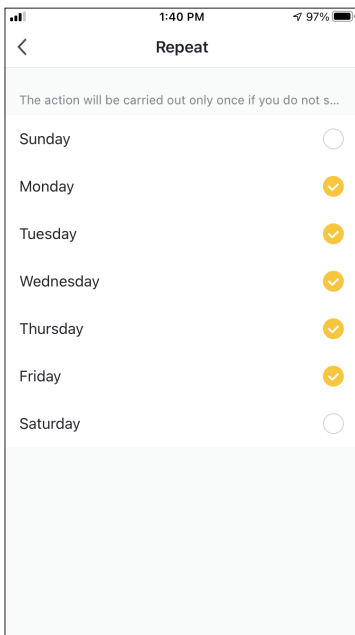 1:40 PM 97%
Repeat
The action will be carried out only once if you do not s...
Sunday
Monday
Tuesday
Wednesday
Thursday
Friday
Saturday